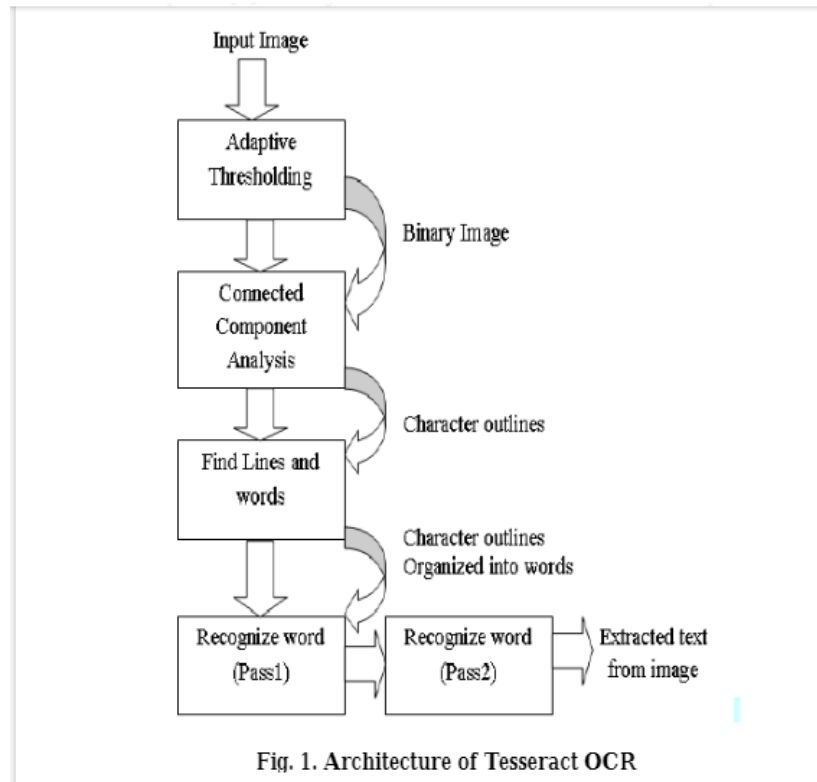 Input Image
Adaptive
Thresholding
Binary Image
Connected
Component
Analysis
Character outlines
Find Lines and
words
Character outlines
Organized into words
Recognize word
(Pass1)
Recognize word
(Pass2)
Extracted text
from image
Fig. 1. Architecture of Tesseract OCR